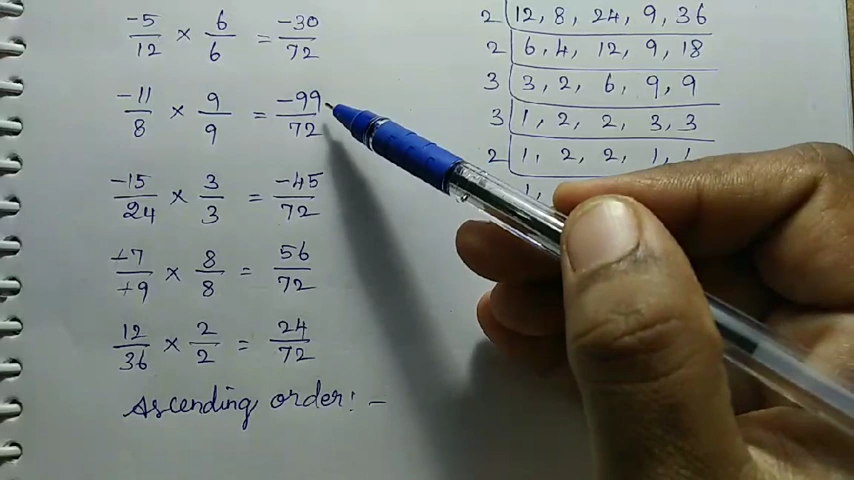 -5/12 × 6/6 = -30/72
-11/8 × 9/9 = -99/72
-15/24 × 3/3 = -45/72
+7/+9 × 8/8 = 56/72
12/36 × 2/2 = 24/72
Ascending order:-
2 | 12, 8, 24, 9, 36
2 | 6, 4, 12, 9, 18
3 | 3, 2, 6, 9, 9
3 | 1, 2, 2, 3, 3
2 | 1, 2, 2, 1, 1
1,